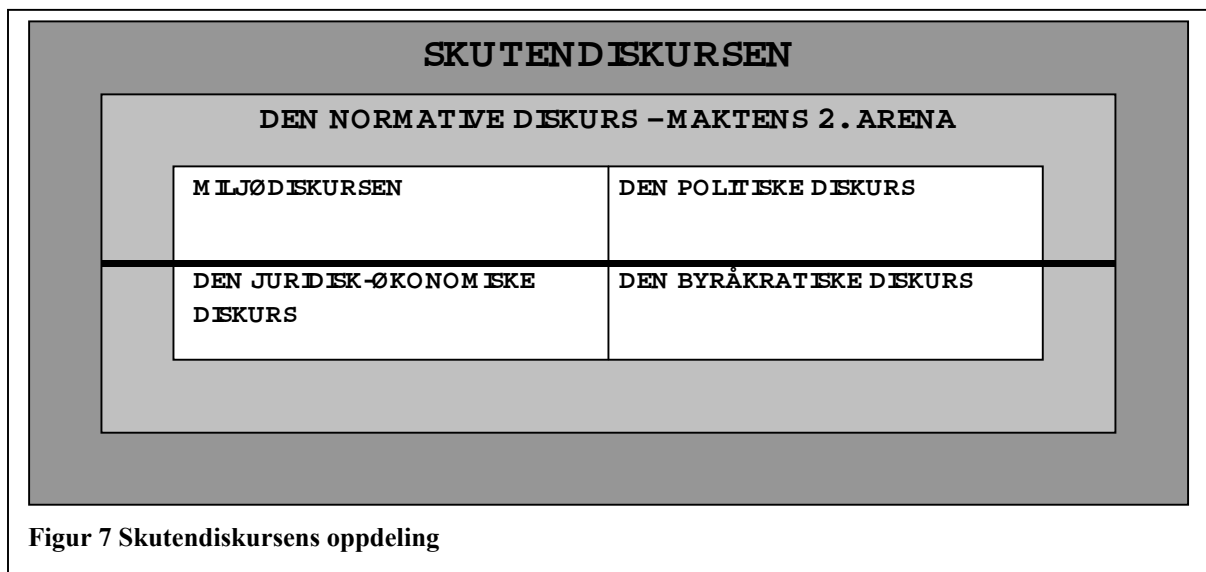 SKUTENDISKURSEN
DEN NORMATIVE DISKURS –MAKTENS 2. ARENA
MILJØDISKURSEN
DEN POLITISKE DISKURS
DEN JURIDISK-ØKONOMISKE
DISKURS
DEN BYRÅKRATISKE DISKURS
Figur 7 Skutendiskursens oppdeling